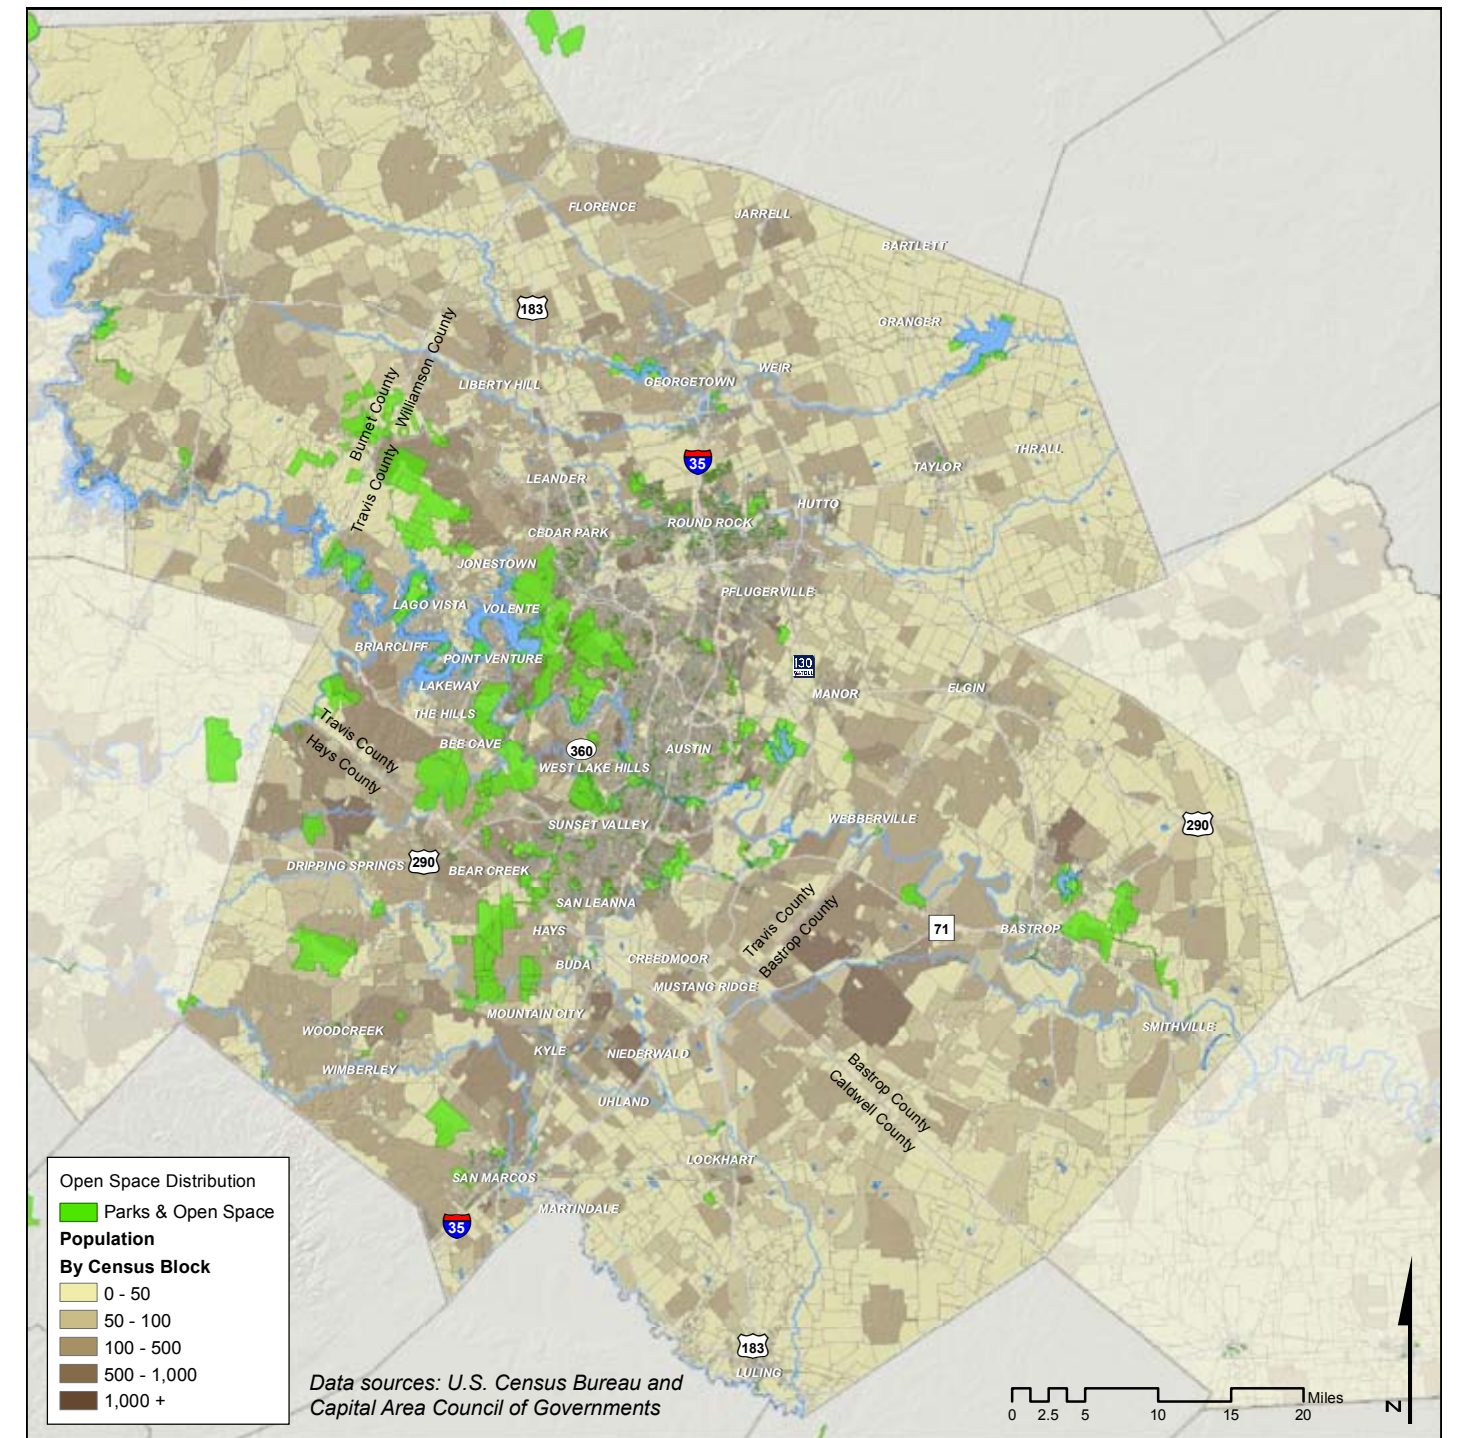 FLORENCE
JARRELL
BARTLETT
183
GRANGER
Burnet County
Williamson County
LIBERTY HILL
GEORGETOWN
WEIR
Travis County
LEANDER
35
TAYLOR
THRALL
HUTTO
CEDAR PARK
ROUND ROCK
JONESTOWN
LAGO VISTA
VOLENTE
PFLUGERVILLE
BRIARCLIFF
POINT VENTURE
130
LAKEWAY
MANOR
ELGIN
THE HILLS
Travis County
Hays County
BEE CAVE
360
AUSTIN
WEST LAKE HILLS
SUNSET VALLEY
WEBBERVILLE
290
DRIPPING SPRINGS
290
BEAR CREEK
SAN LEANNA
Travis County
Bastrop County
HAYS
71
BASTROP
BUDA
CREEDMOOR
MUSTANG RIDGE
MOUNTAIN CITY
WOODCREEK
SMITHVILLE
KYLE
NIEDERWALD
WIMBERLEY
Bastrop County
Caldwell County
UHLAND
LOCKHART
SAN MARCOS
MARTINDALE
35
183
LULING
Open Space Distribution
Parks & Open Space
Population
By Census Block
0 - 50
50 - 100
100 - 500
500 - 1,000
1,000 +
Data sources: U.S. Census Bureau and
Capital Area Council of Governments
Miles
0 2.5 5 10 15 20
N